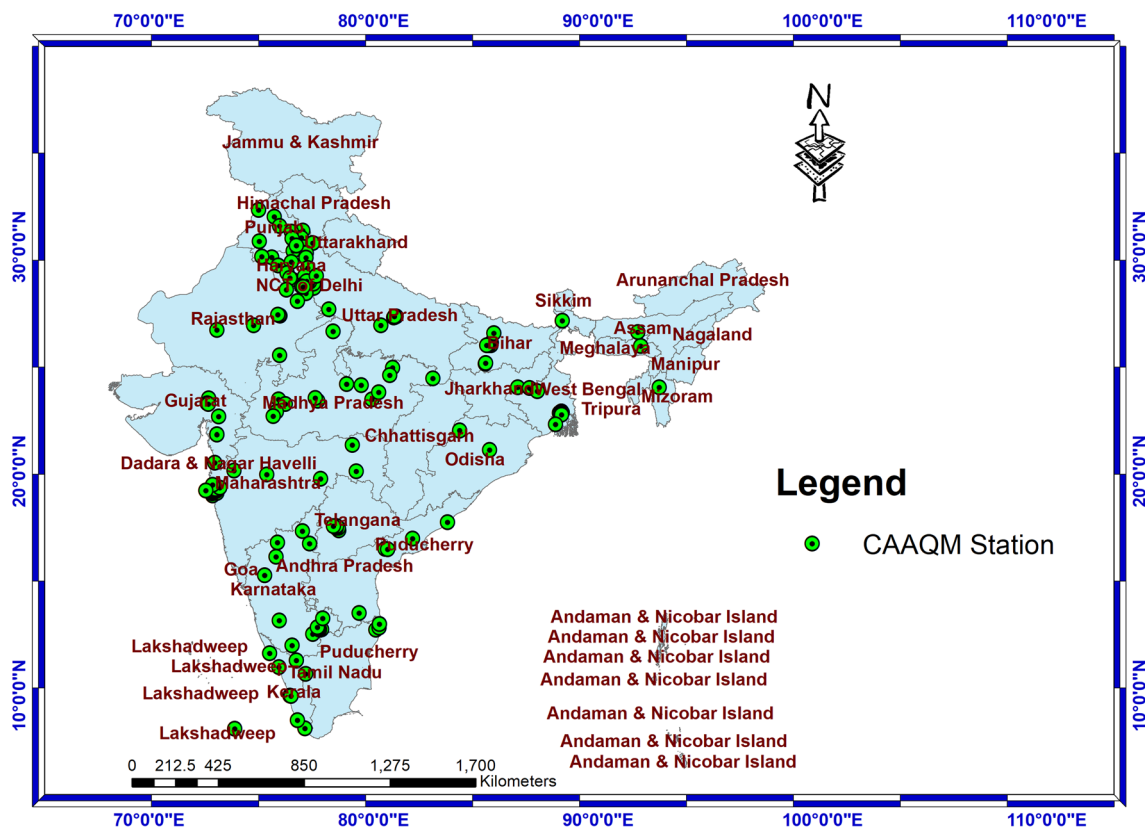 70°0'0"E 80°0'0"E 90°0'0"E 100°0'0"E 110°0'0"E
N
Jammu & Kashmir
Himachal Pradesh
Punjab
Uttarakhand
30°0'0"N 30°0'0"N
Haryana
NCT of Delhi
Arunanchal Pradesh
Sikkim
Rajasthan
Uttar Pradesh
Assam
Nagaland
Bihar
Meghalaya
Manipur
Jharkhand
West Bengal
Mizoram
Gujarat
Madhya Pradesh
Tripura
Chhattisgarh
Odisha
Dadara & Nagar Havelli
20°0'0"N 20°0'0"N
Maharashtra
Legend
CAAQM Station
Telangana
Puducherry
Goa
Andhra Pradesh
Karnataka
Andaman & Nicobar Island
Andaman & Nicobar Island
Lakshadweep
Puducherry
Andaman & Nicobar Island
Lakshadweep
Tamil Nadu
Andaman & Nicobar Island
Lakshadweep
Kerala
10°0'0"N 10°0'0"N
Andaman & Nicobar Island
Lakshadweep
Andaman & Nicobar Island
Andaman & Nicobar Island
0 212.5 425 850 1,275 1,700
Kilometers
70°0'0"E 80°0'0"E 90°0'0"E 100°0'0"E 110°0'0"E